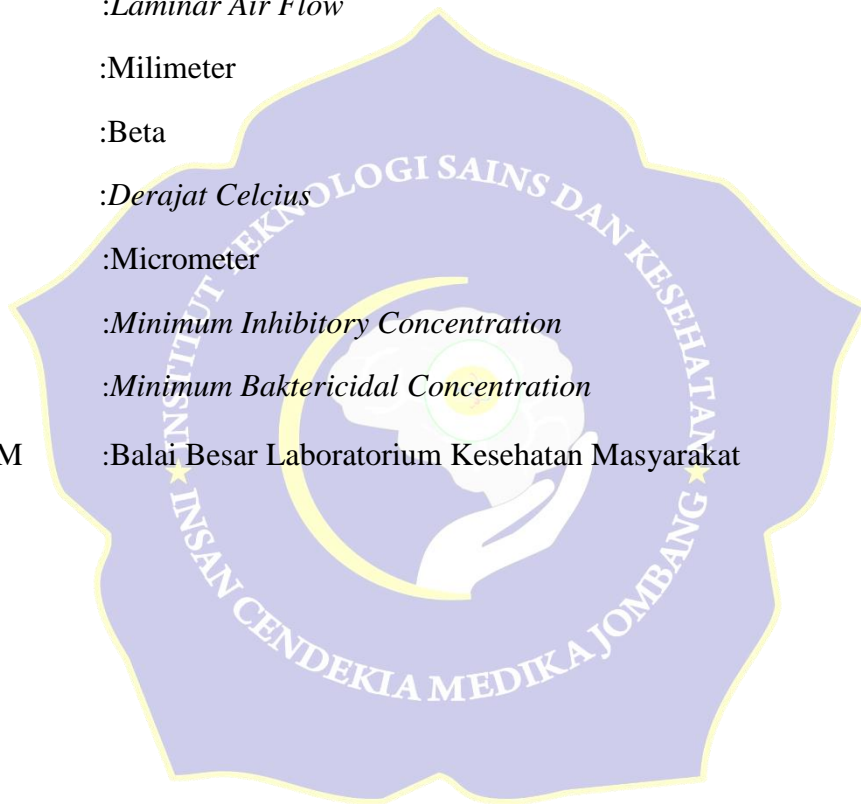 :Laminar Air Flow
:Milimeter
:Beta
:Derajat Celcius
:Micrometer
:Minimum Inhibitory Concentration
:Minimum Baktericidal Concentration
M :Balai Besar Laboratorium Kesehatan Masyarakat
INSTITUT TEKNOLOGI SAINS DAN KESEHATAN
INSAN CENDEKIA MEDIKA JOMBANG